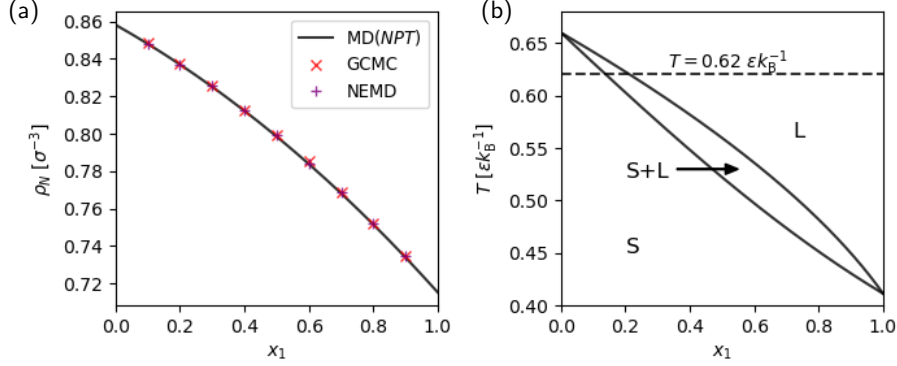 (a)
0.86
0.84
0.82
0.80
0.78
0.76
0.74
0.72
ρN [σ−3]
MD(NPT)
GCMC
NEMD
0.0 0.2 0.4 0.6 0.8 1.0
x1
(b)
0.65
0.60
0.55
0.50
0.45
0.40
T [εkB−1]
T = 0.62 εkB−1
L
S+L
S
0.0 0.2 0.4 0.6 0.8 1.0
x1